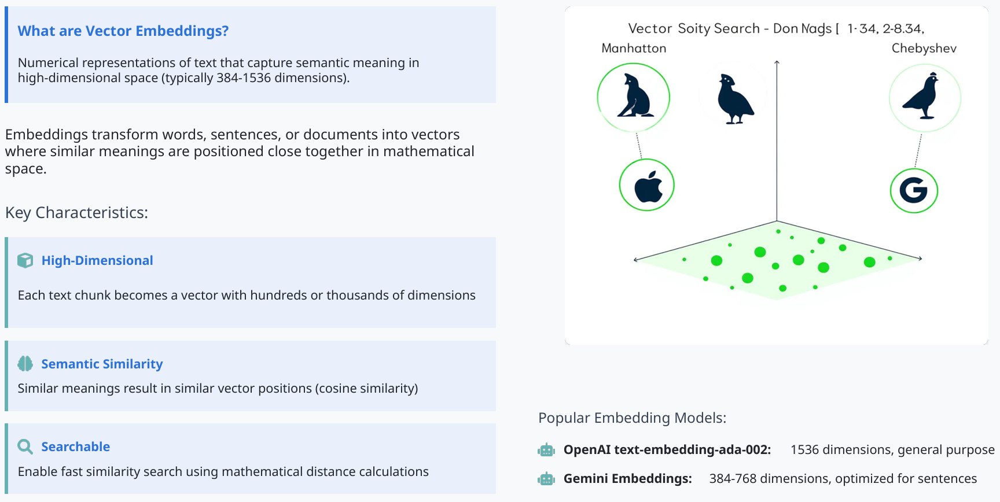 What are Vector Embeddings?
Numerical representations of text that capture semantic meaning in
high-dimensional space (typically 384-1536 dimensions).
Embeddings transform words, sentences, or documents into vectors
where similar meanings are positioned close together in mathematical
space.
Key Characteristics:
High-Dimensional
Each text chunk becomes a vector with hundreds or thousands of dimensions
Semantic Similarity
Similar meanings result in similar vector positions (cosine similarity)
Searchable
Enable fast similarity search using mathematical distance calculations
Vector Soity Search - Don Nads [ 1-34, 2-8.34,
Manhatton
Chebyshev
G
Popular Embedding Models:
OpenAI text-embedding-ada-002: 1536 dimensions, general purpose
Gemini Embeddings: 384-768 dimensions, optimized for sentences